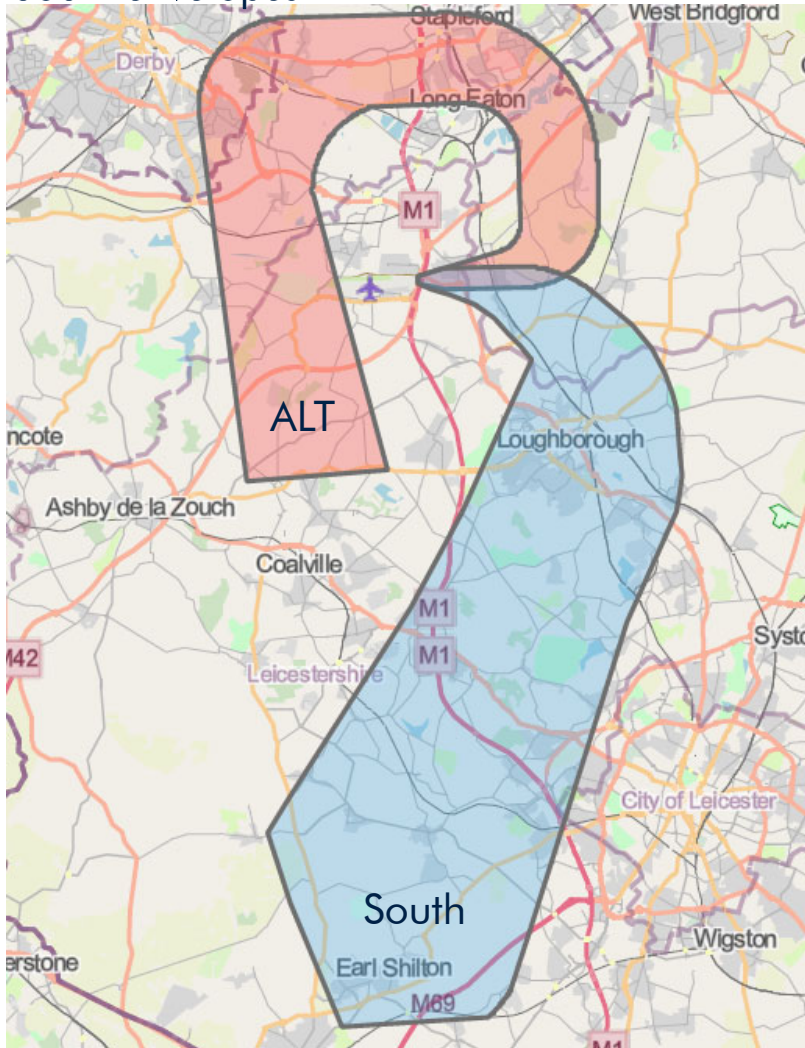 Stapleford
West Bridgford
Derby
Long Eaton
M1
ALT
Loughborough
ncote
Ashby de la Zouch
Coalville
M1
M1
Syst
M42
Leicestershire
City of Leicester
South
Wigston
erstone
Earl Shilton
M69
M1